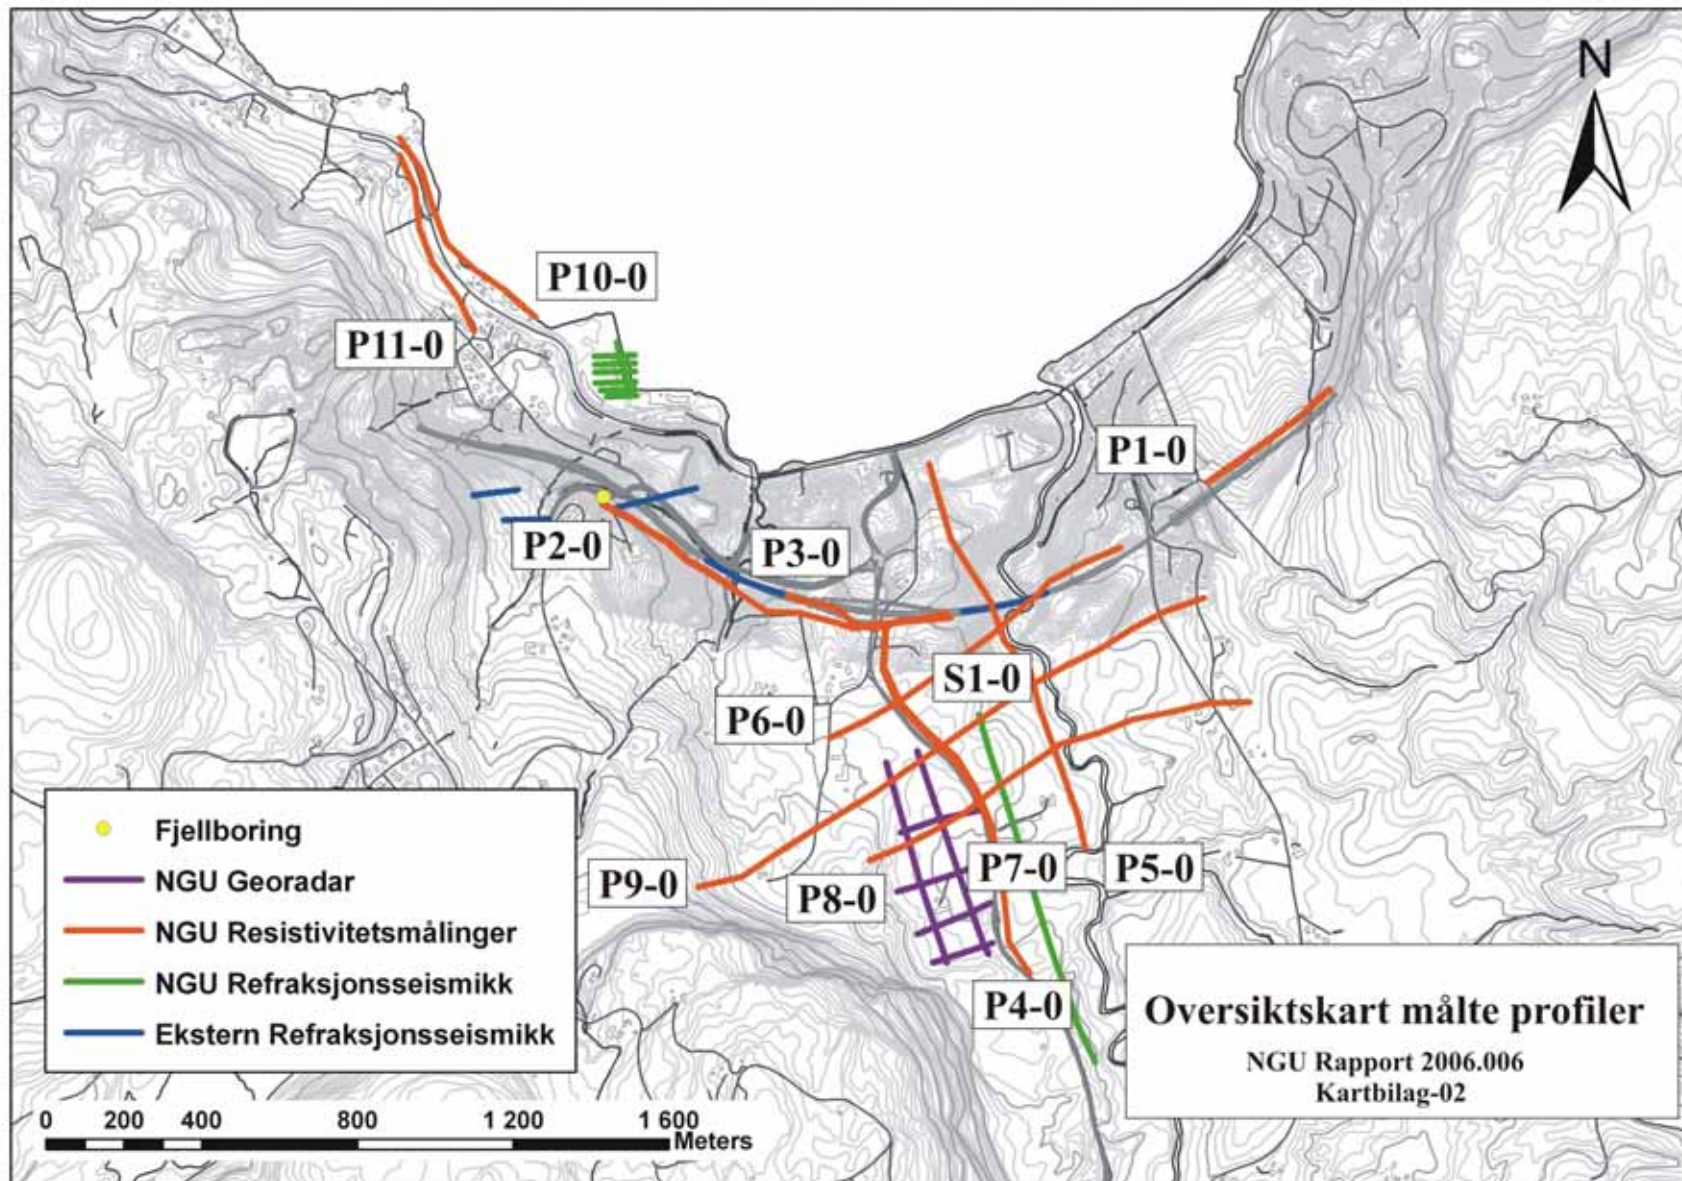 N
P10-0
P11-0
P1-0
P2-0
P3-0
S1-0
P6-0
P9-0
P8-0
P7-0
P5-0
P4-0
Fjellboring
NGU Georadar
NGU Resistivitetsmålinger
NGU Refraksjonsseismikk
Ekstern Refraksjonsseismikk
0 200 400 800 1 200 1 600
Meters
Oversiktskart målte profiler
NGU Rapport 2006.006
Kartbilag-02